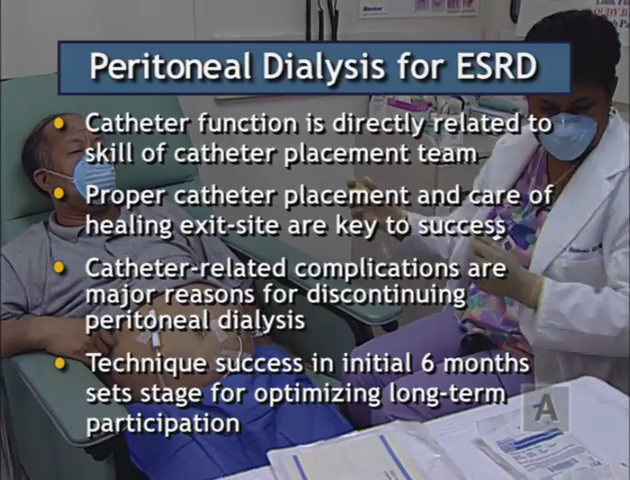 Baxter
Peritoneal Dialysis for ESRD
Catheter function is directly related to
skill of catheter placement team
Proper catheter placement and care of
healing exit-site are key to success
Catheter-related complications are
major reasons for discontinuing
peritoneal dialysis
Technique success in initial 6 months
sets stage for optimizing long-term
participation
A